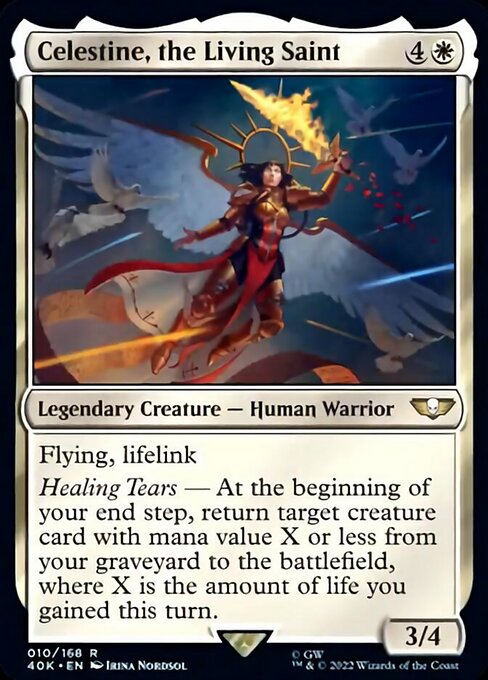 Celestine, the Living Saint 4
Legendary Creature — Human Warrior
Flying, lifelink
Healing Tears — At the beginning of
your end step, return target creature
card with mana value X or less from
your graveyard to the battlefield,
where X is the amount of life you
gained this turn.
3/4
010/168 R
40K • EN Irina Nordsol
© GW
™ & © 2022 Wizards of the Coast